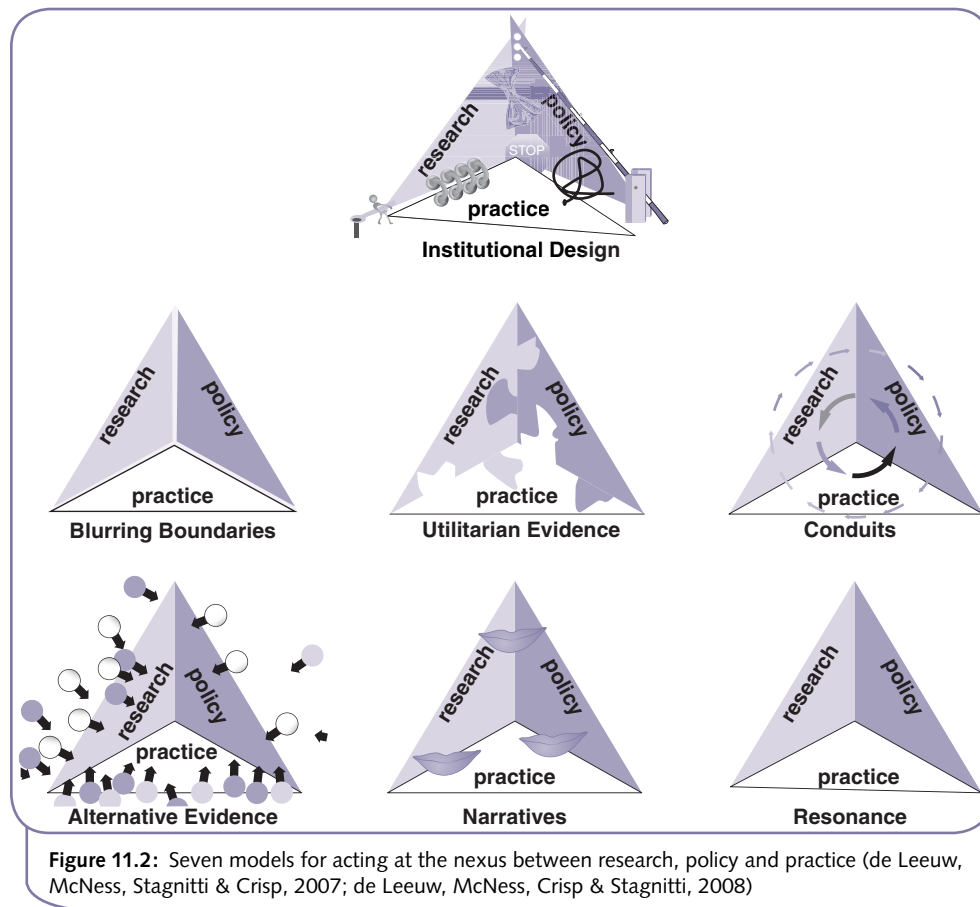 research
policy
STOP
practice
Institutional Design
research
policy
practice
Blurring Boundaries
research
policy
practice
Utilitarian Evidence
research
policy
practice
Conduits
research
policy
practice
Alternative Evidence
research
policy
practice
Narratives
research
policy
practice
Resonance
Figure 11.2: Seven models for acting at the nexus between research, policy and practice (de Leeuw,
McNess, Stagnitti & Crisp, 2007; de Leeuw, McNess, Crisp & Stagnitti, 2008)